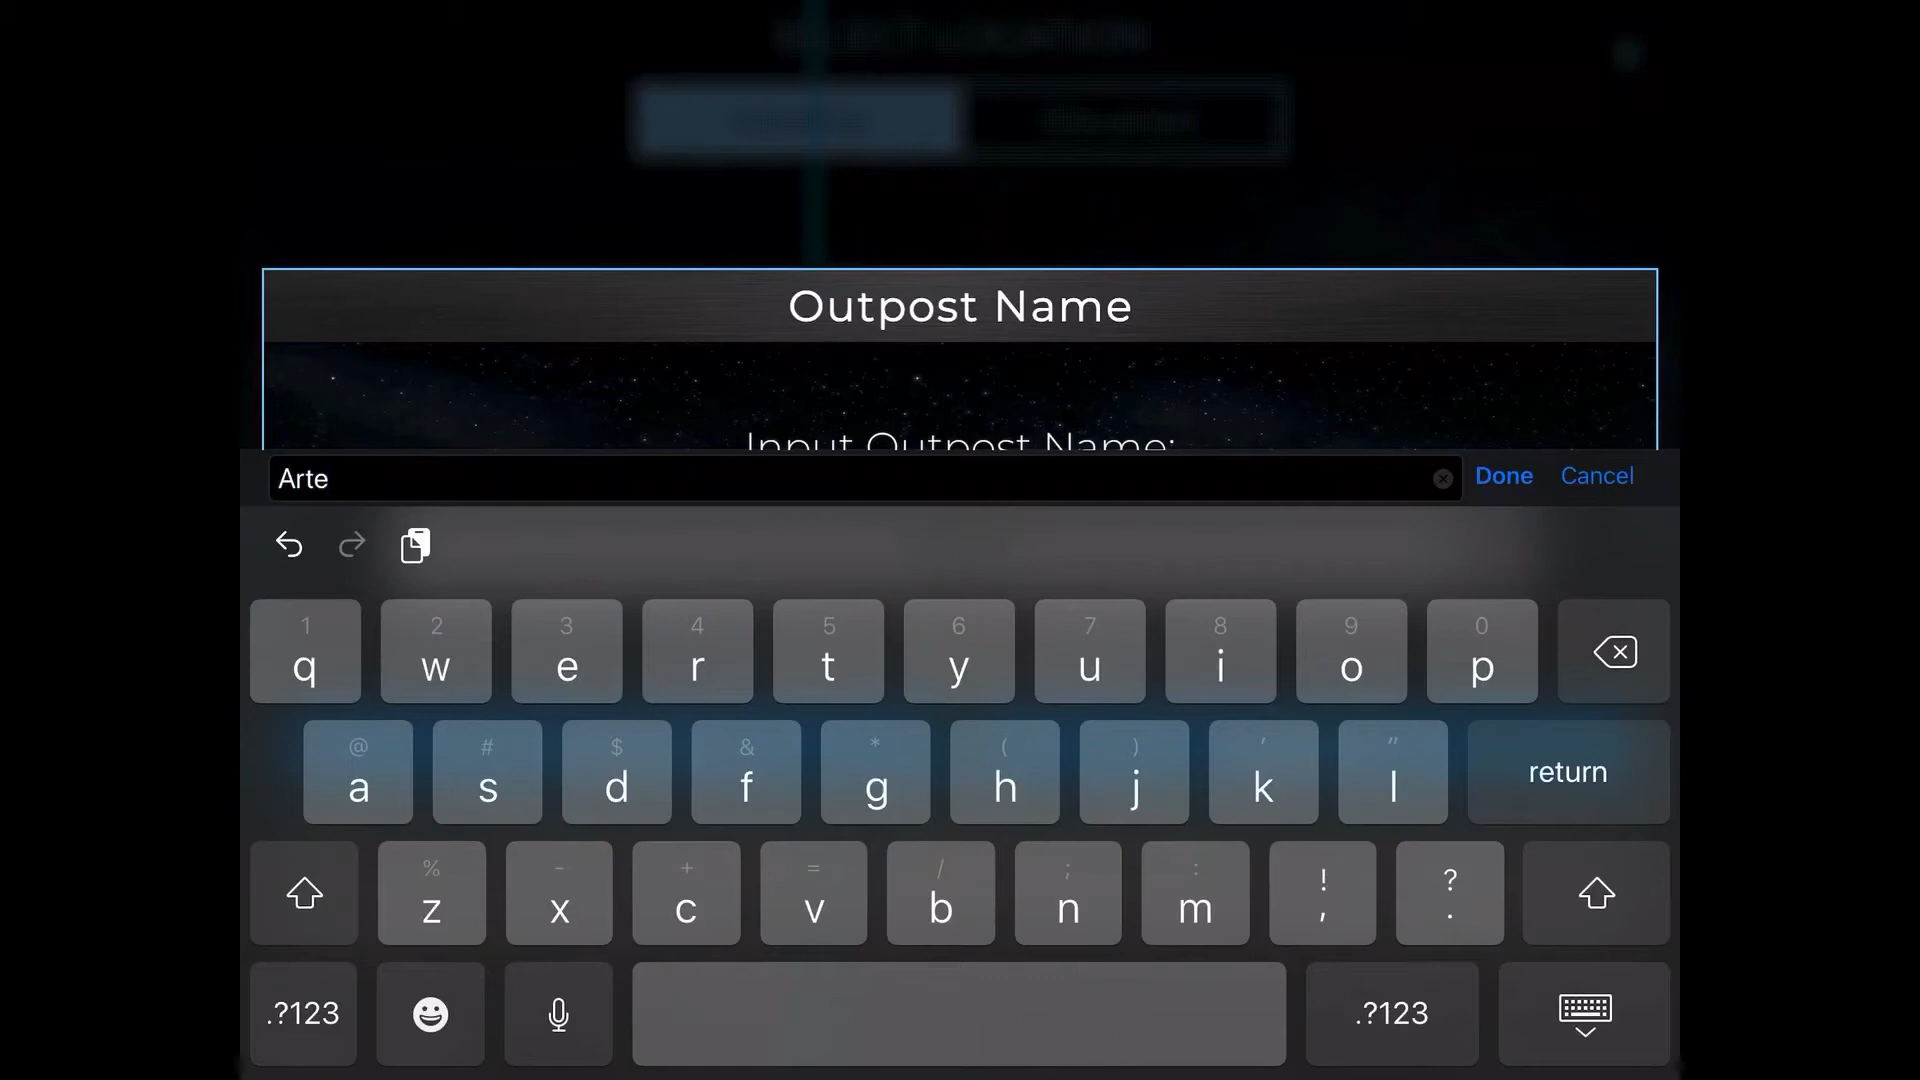 Outpost Name
Input Outpost Name:
Arte
Done Cancel
1 2 3 4 5 6 7 8 9 0
q w e r t y u i o p
@ # $ & * ( ) ' "
a s d f g h j k l return
% - + = / ; : ! ?
z x c v b n m , .
.?123 .?123